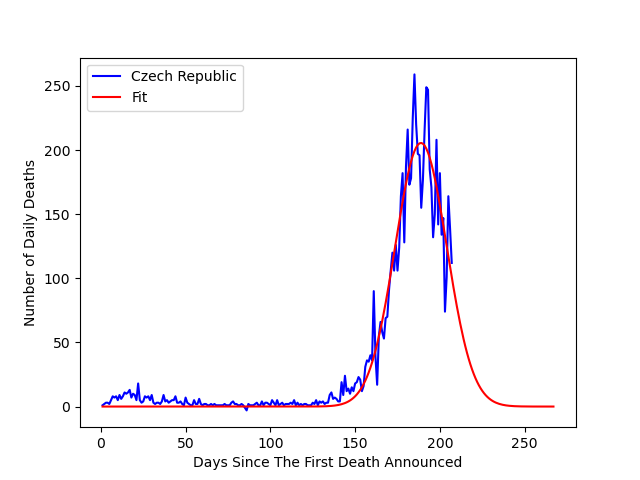 Czech Republic
Fit
Number of Daily Deaths
250
200
150
100
50
0
0 50 100 150 200 250
Days Since The First Death Announced